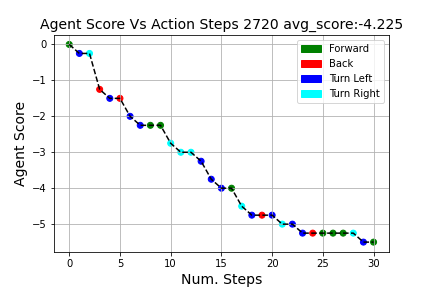 Agent Score Vs Action Steps 2720 avg_score:-4.225
Forward
Back
Turn Left
Turn Right
Agent Score
0
−1
−2
−3
−4
−5
0 5 10 15 20 25 30
Num. Steps